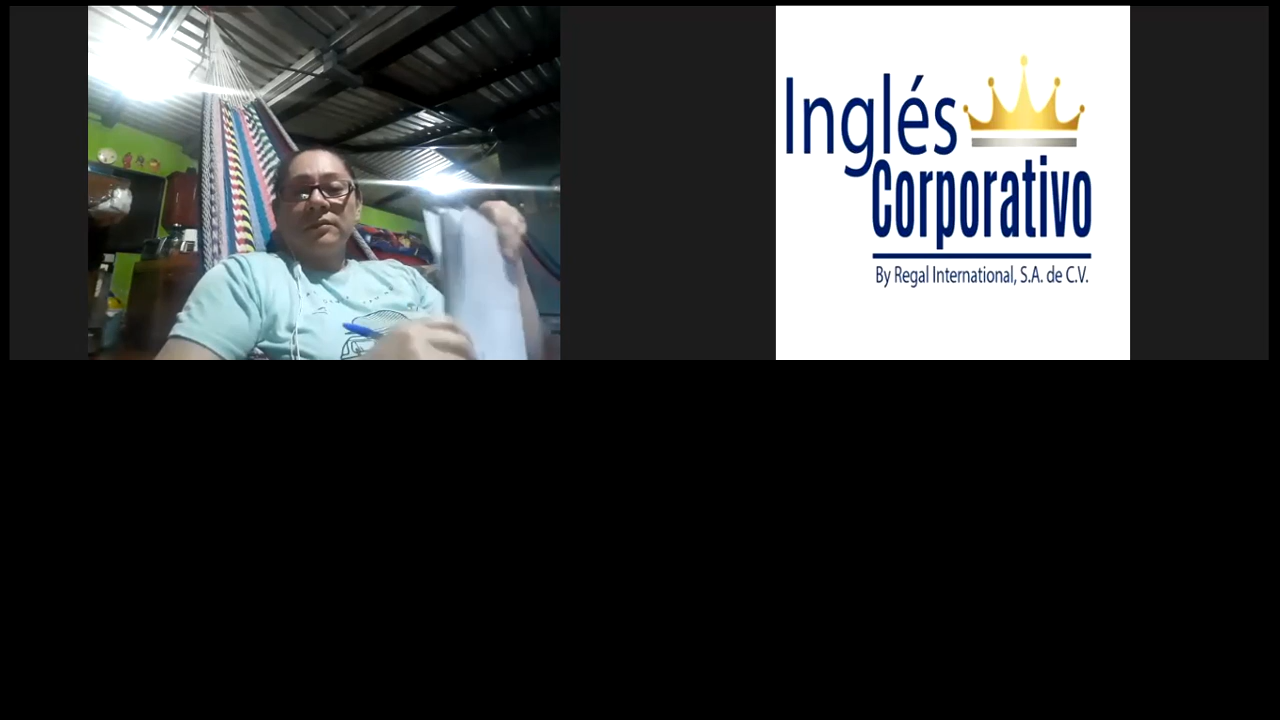 Inglés
Corporativo
By Regal International, S.A. de C.V.